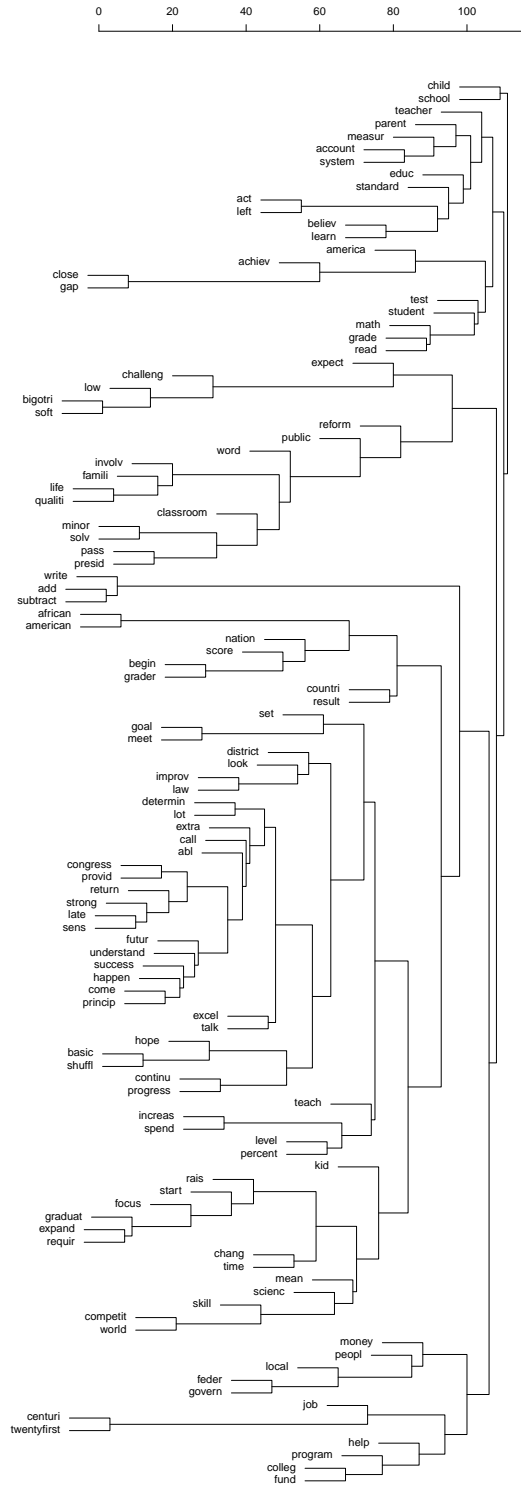 0 20 40 60 80 100
child
school
teacher
parent
measur
account
system
educ
standard
act
left
believ
learn
america
achiev
close
gap
test
student
math
grade
read
expect
challeng
low
bigotri
soft
reform
public
word
involv
famili
life
qualiti
classroom
minor
solv
pass
presid
write
add
subtract
african
american
nation
score
begin
grader
countri
result
set
goal
meet
district
look
improv
law
determin
lot
extra
call
abl
congress
provid
return
strong
late
sens
futur
understand
success
happen
come
princip
excel
talk
hope
basic
shuffl
continu
progress
teach
increas
spend
level
percent
kid
rais
start
focus
graduat
expand
requir
chang
time
mean
scienc
skill
competit
world
money
peopl
local
feder
govern
job
centuri
twentyfirst
help
program
colleg
fund